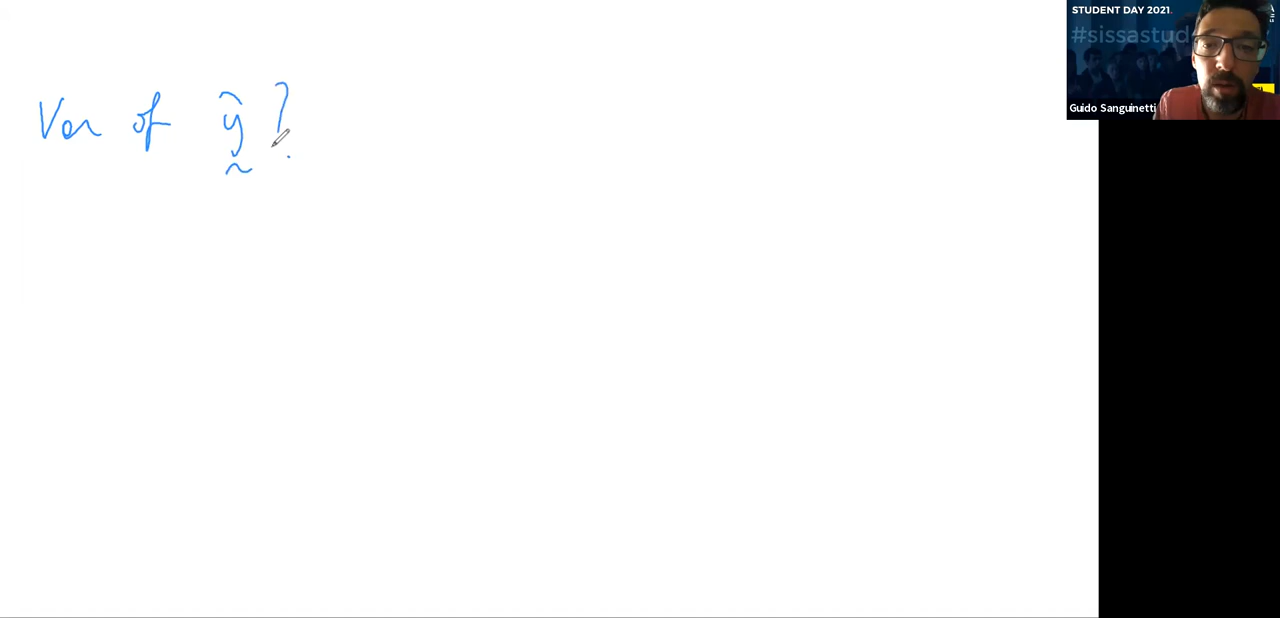 STUDENT DAY 2021.
#sissastud
Guido Sanguinetti
Var of ŷ ?
~